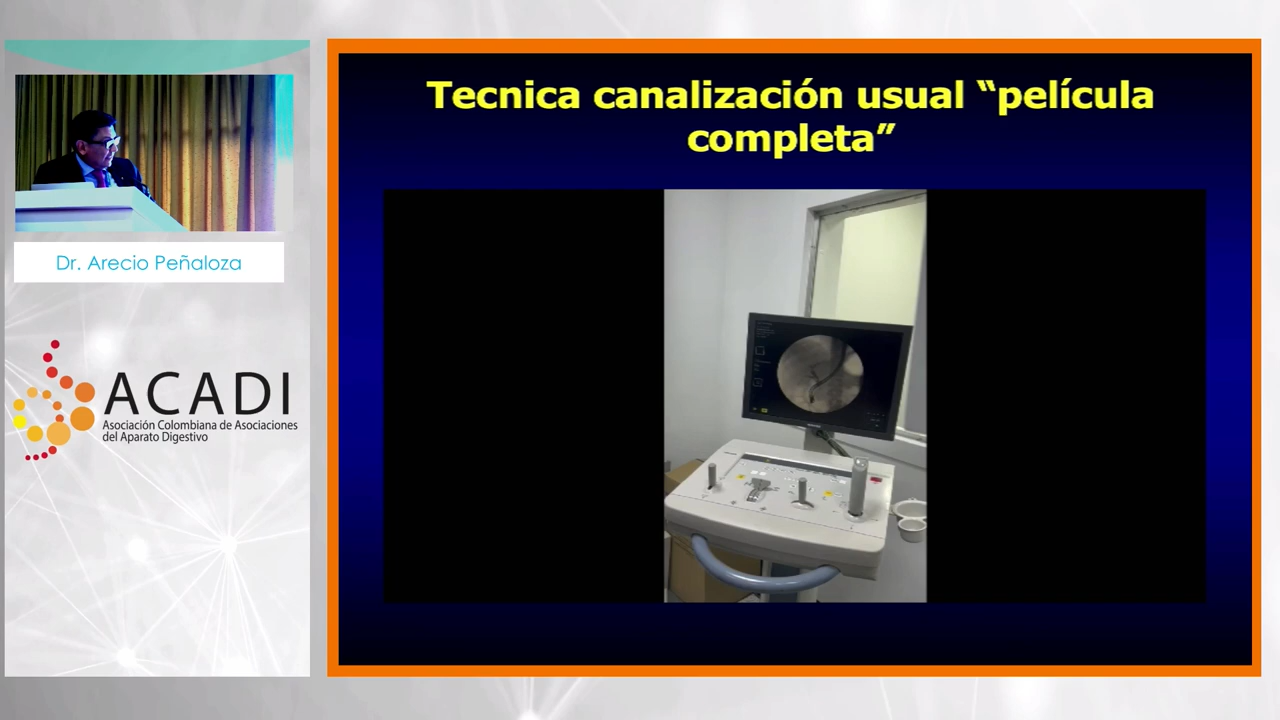 Tecnica canalización usual “película
completa”
Dr. Arecio Peñaloza
ACADI
Asociación Colombiana de Asociaciones
del Aparato Digestivo